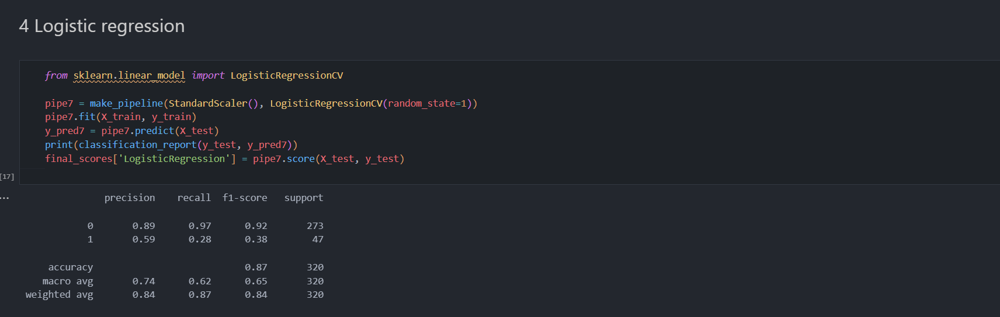 4 Logistic regression
from sklearn.linear_model import LogisticRegressionCV
pipe7 = make_pipeline(StandardScaler(), LogisticRegressionCV(random_state=1))
pipe7.fit(X_train, y_train)
y_pred7 = pipe7.predict(X_test)
print(classification_report(y_test, y_pred7))
final_scores['LogisticRegression'] = pipe7.score(X_test, y_test)
[17]
...
precision recall f1-score support
0 0.89 0.97 0.92 273
1 0.59 0.28 0.38 47
accuracy 0.87 320
macro avg 0.74 0.62 0.65 320
weighted avg 0.84 0.87 0.84 320